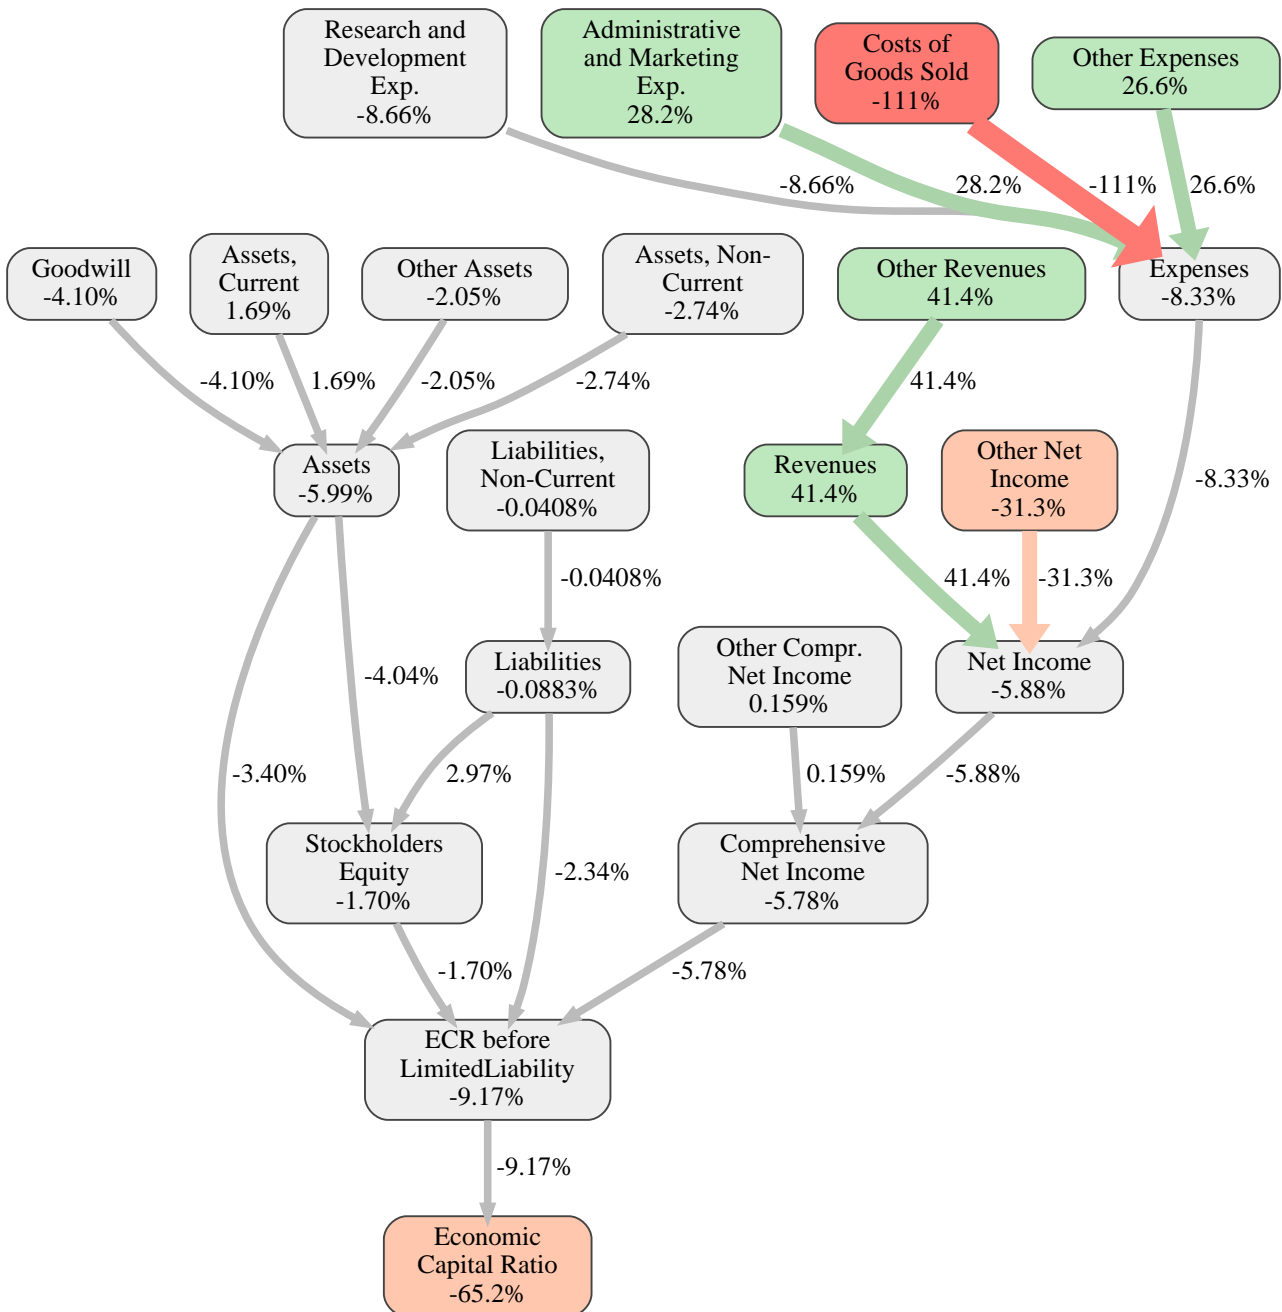 Research and
Development
Exp.
-8.66%
Administrative
and Marketing
Exp.
28.2%
Costs of
Goods Sold
-111%
Other Expenses
26.6%
-8.66%
28.2%
-111%
26.6%
Goodwill
-4.10%
Assets,
Current
1.69%
Other Assets
-2.05%
Assets, Non-
Current
-2.74%
Other Revenues
41.4%
Expenses
-8.33%
-4.10%
1.69%
-2.05%
-2.74%
41.4%
Assets
-5.99%
Liabilities,
Non-Current
-0.0408%
Revenues
41.4%
Other Net
Income
-31.3%
-8.33%
-0.0408%
41.4%
-31.3%
-4.04%
Liabilities
-0.0883%
Other Compr.
Net Income
0.159%
Net Income
-5.88%
-3.40%
2.97%
0.159%
-5.88%
Stockholders
Equity
-1.70%
-2.34%
Comprehensive
Net Income
-5.78%
-1.70%
-5.78%
ECR before
LimitedLiability
-9.17%
-9.17%
Economic
Capital Ratio
-65.2%